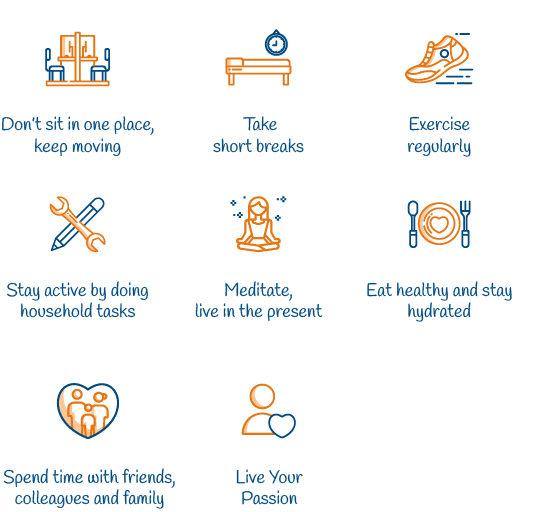 Don't sit in one place,
keep moving
Take
short breaks
Exercise
regularly
Stay active by doing
household tasks
Meditate,
live in the present
Eat healthy and stay
hydrated
Spend time with friends,
colleagues and family
Live Your
Passion